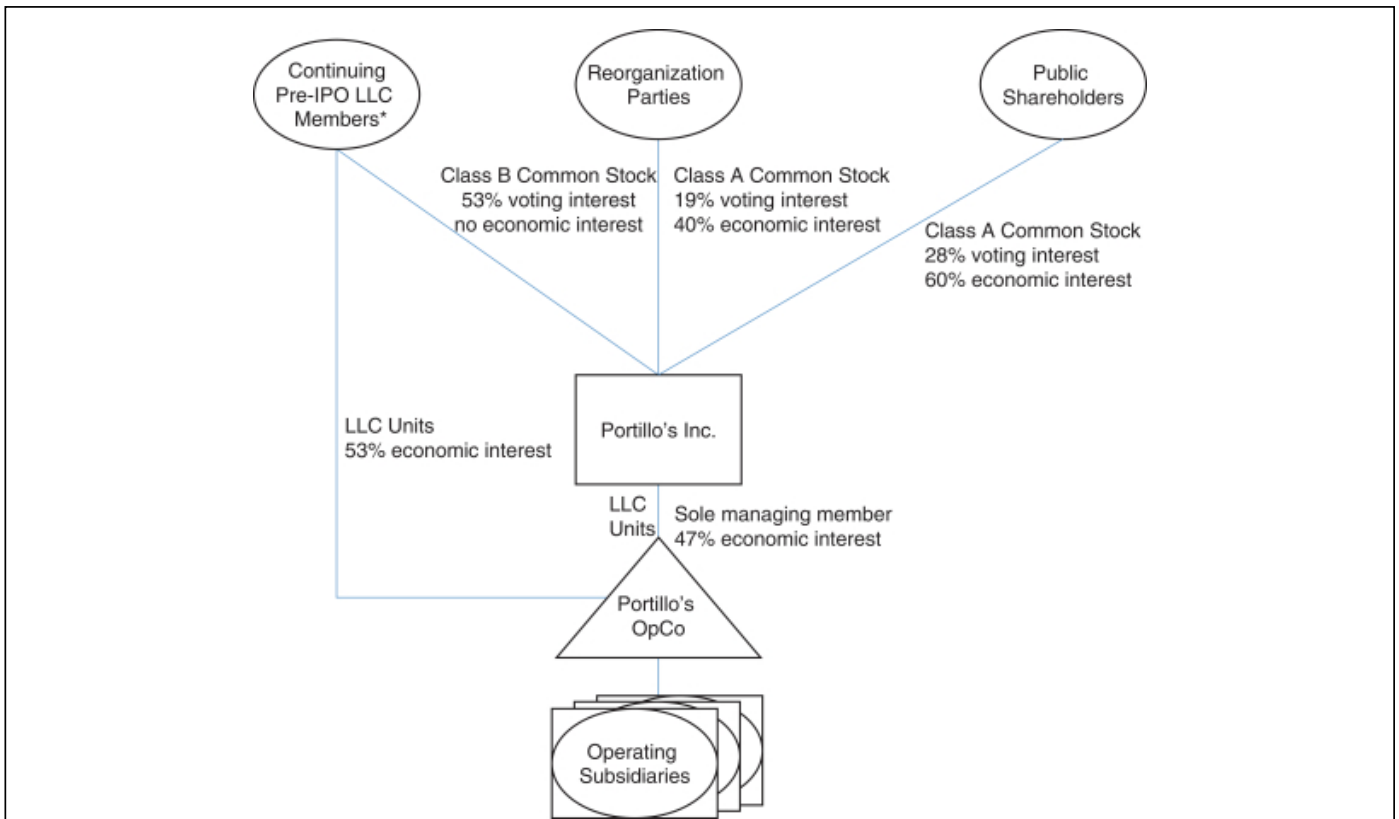 Continuing
Pre-IPO LLC
Members*
Reorganization
Parties
Public
Shareholders
Class B Common Stock
53% voting interest
no economic interest
Class A Common Stock
19% voting interest
40% economic interest
Class A Common Stock
28% voting interest
60% economic interest
LLC Units
53% economic interest
Portillo's Inc.
LLC
Units
Sole managing member
47% economic interest
Portillo's
OpCo
Operating
Subsidiaries